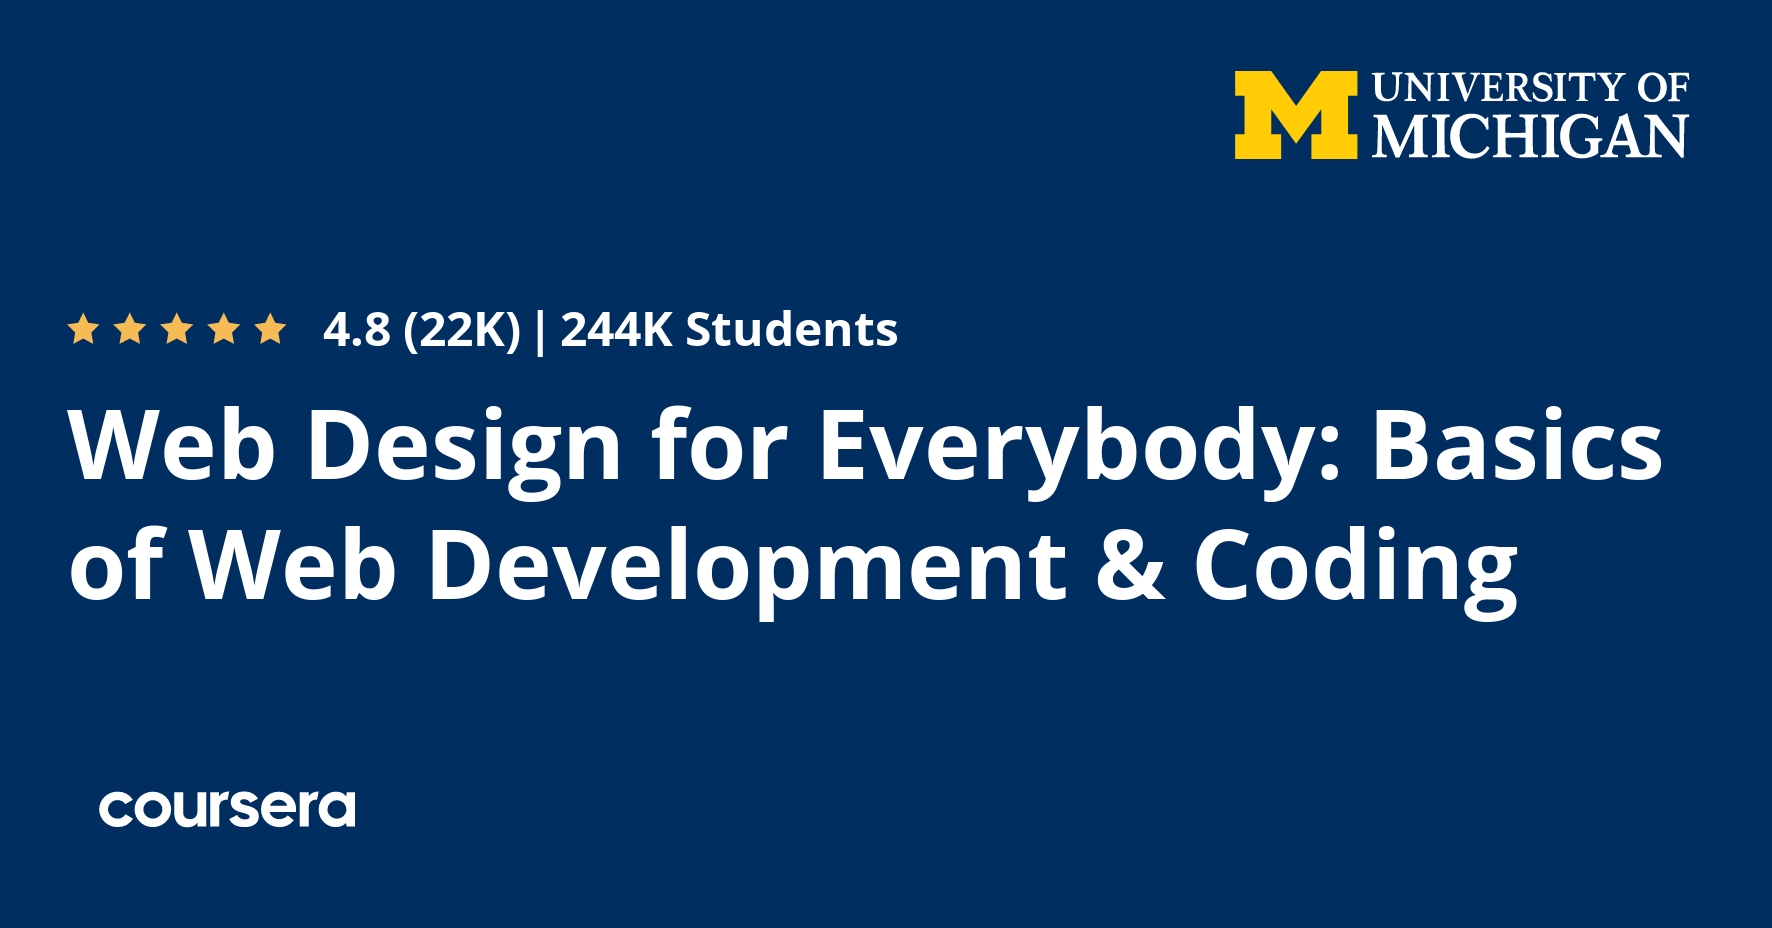 UNIVERSITY OF
MICHIGAN
4.8 (22K) | 244K Students
Web Design for Everybody: Basics
of Web Development & Coding
coursera